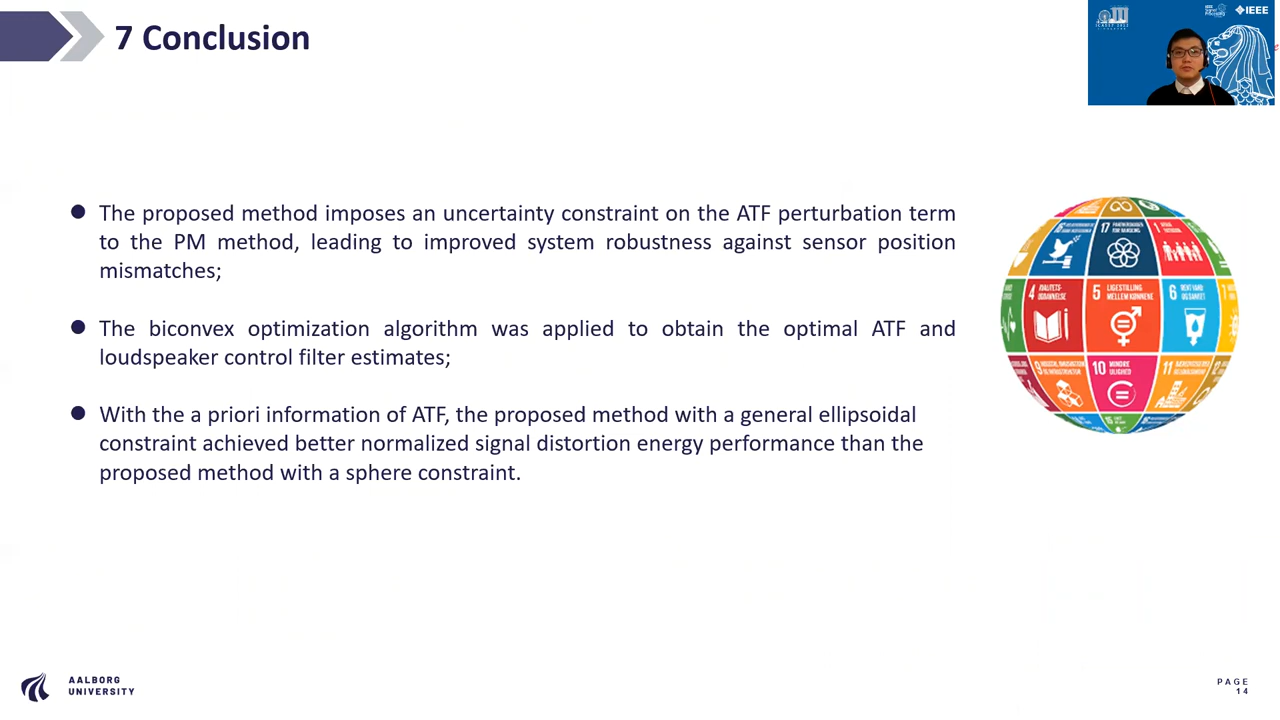 7 Conclusion
IEEE
The proposed method imposes an uncertainty constraint on the ATF perturbation term
to the PM method, leading to improved system robustness against sensor position
mismatches;
The biconvex optimization algorithm was applied to obtain the optimal ATF and
loudspeaker control filter estimates;
With the a priori information of ATF, the proposed method with a general ellipsoidal
constraint achieved better normalized signal distortion energy performance than the
proposed method with a sphere constraint.
17
1
4
5 LIGESTILLING
MELLEM KØNNENE
6
9
10 MINDRE
ULIGHED
11
AALBORG
UNIVERSITY
PAGE
14